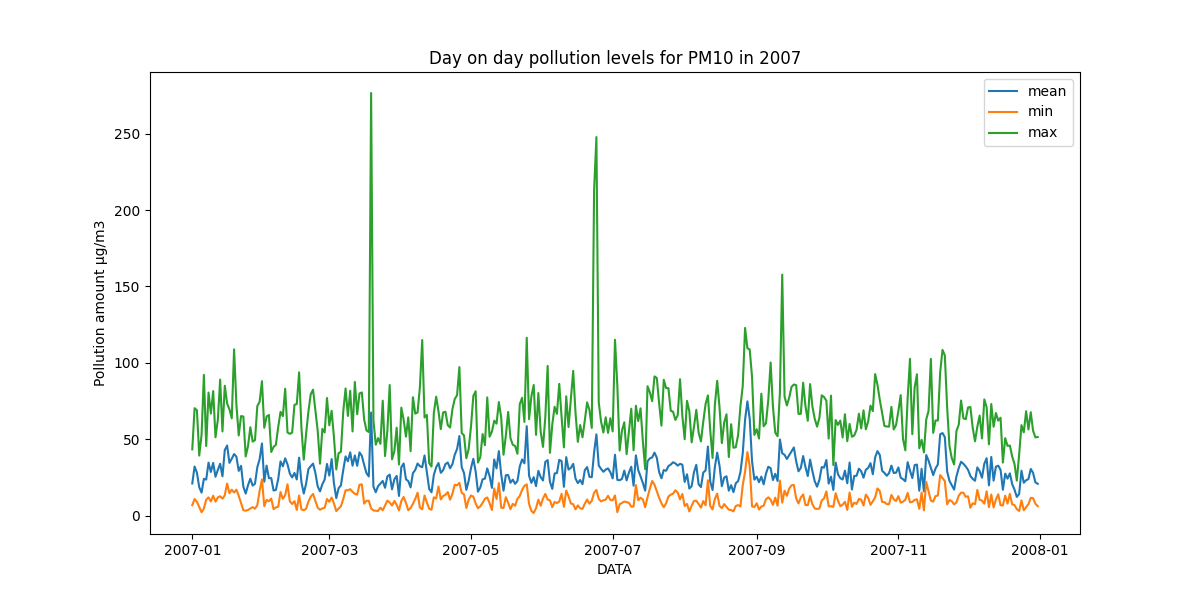 Day on day pollution levels for PM10 in 2007
mean
min
max
Pollution amount µg/m3
250
200
150
100
50
0
2007-01 2007-03 2007-05 2007-07 2007-09 2007-11 2008-01
DATA